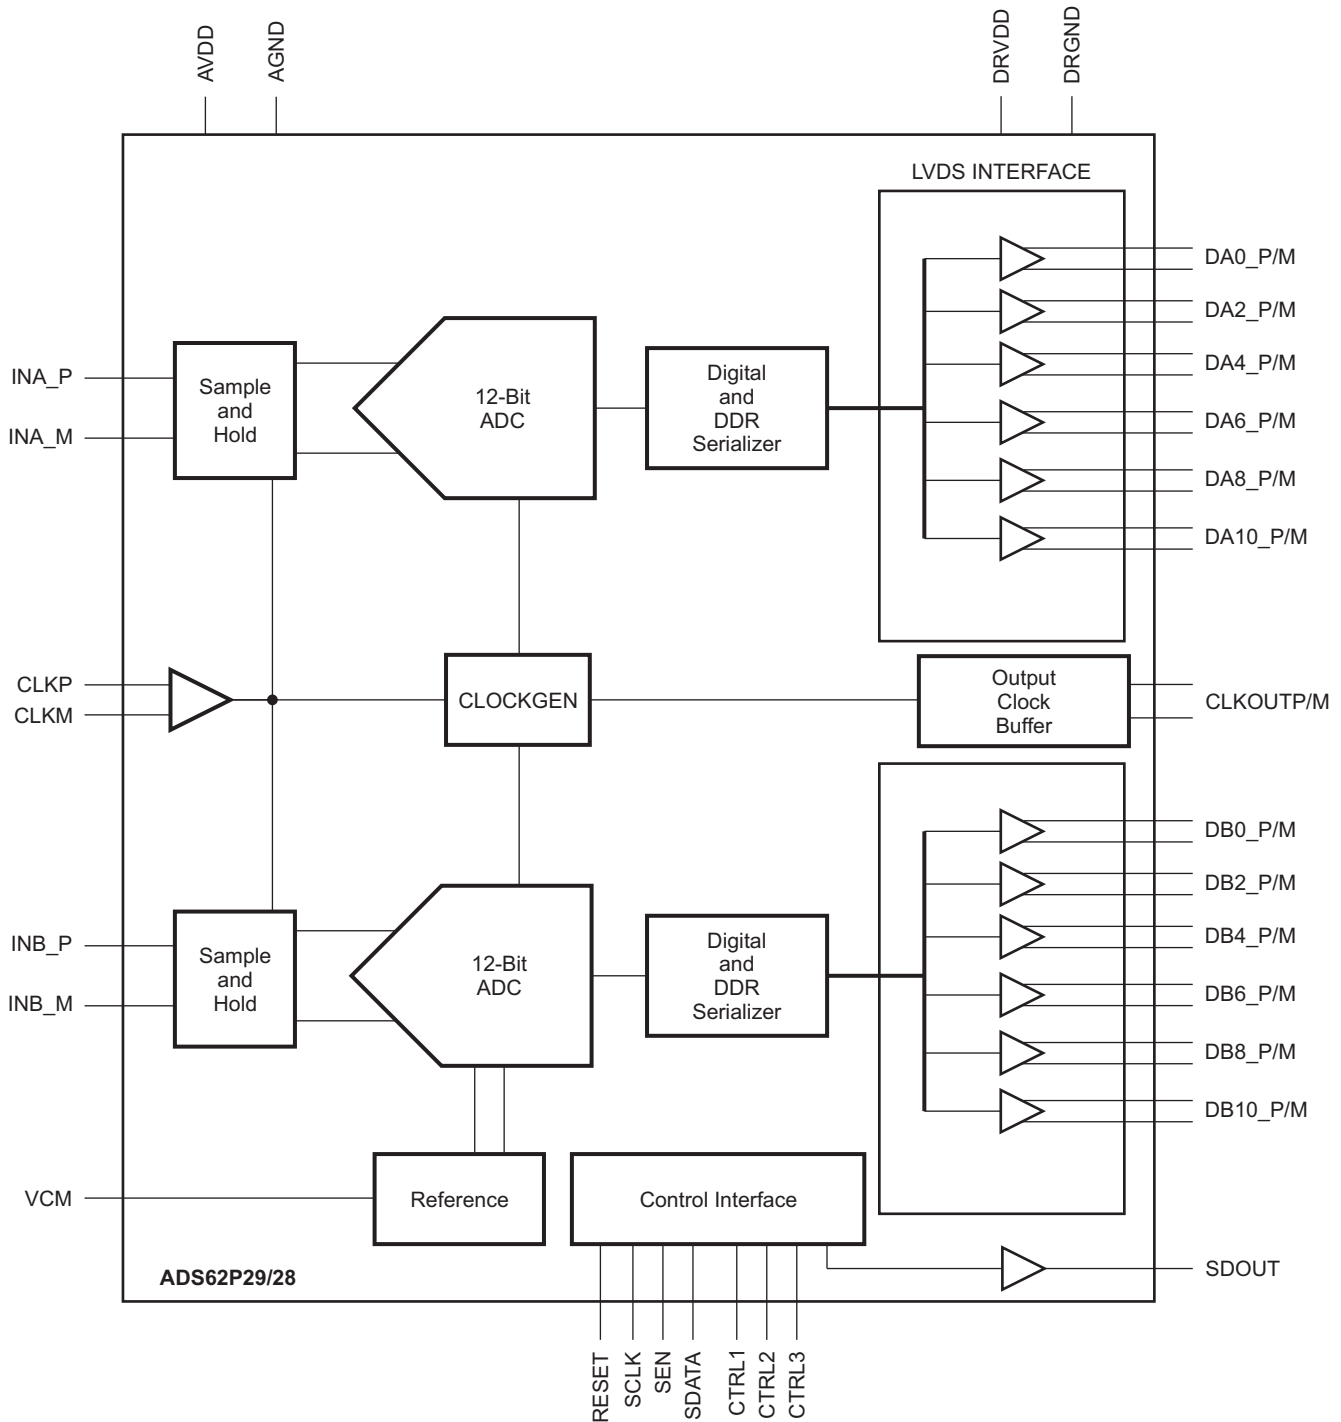 AVDD
AGND
DRVDD
DRGND
LVDS INTERFACE
DA0_P/M
DA2_P/M
DA4_P/M
DA6_P/M
DA8_P/M
DA10_P/M
INA_P
INA_M
Sample
and
Hold
12-Bit
ADC
Digital
and
DDR
Serializer
CLKP
CLKM
CLOCKGEN
Output
Clock
Buffer
CLKOUTP/M
DB0_P/M
DB2_P/M
DB4_P/M
DB6_P/M
DB8_P/M
DB10_P/M
INB_P
INB_M
Sample
and
Hold
12-Bit
ADC
Digital
and
DDR
Serializer
VCM
Reference
Control Interface
SDOUT
ADS62P29/28
RESET
SCLK
SEN
SDATA
CTRL1
CTRL2
CTRL3